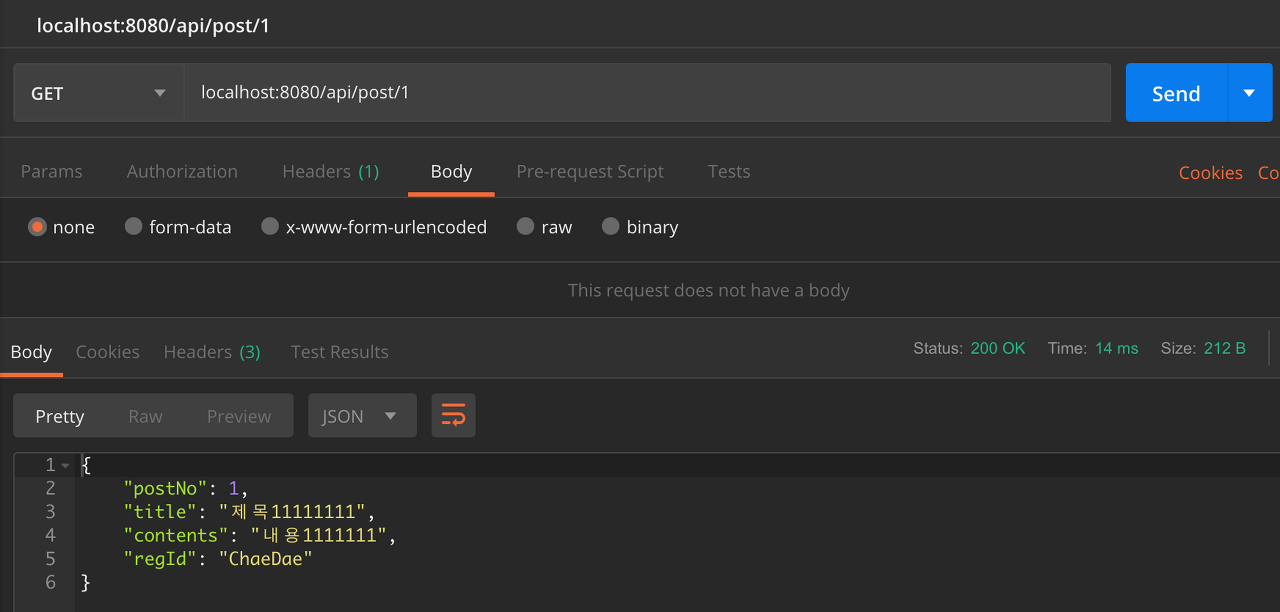 localhost:8080/api/post/1
GET localhost:8080/api/post/1 Send
Params Authorization Headers (1) Body Pre-request Script Tests Cookies Co
none form-data x-www-form-urlencoded raw binary
This request does not have a body
Body Cookies Headers (3) Test Results Status: 200 OK Time: 14 ms Size: 212 B
Pretty Raw Preview JSON
1 {
2 "postNo": 1,
3 "title": "제목11111111",
4 "contents": "내용1111111",
5 "regId": "ChaeDae"
6 }